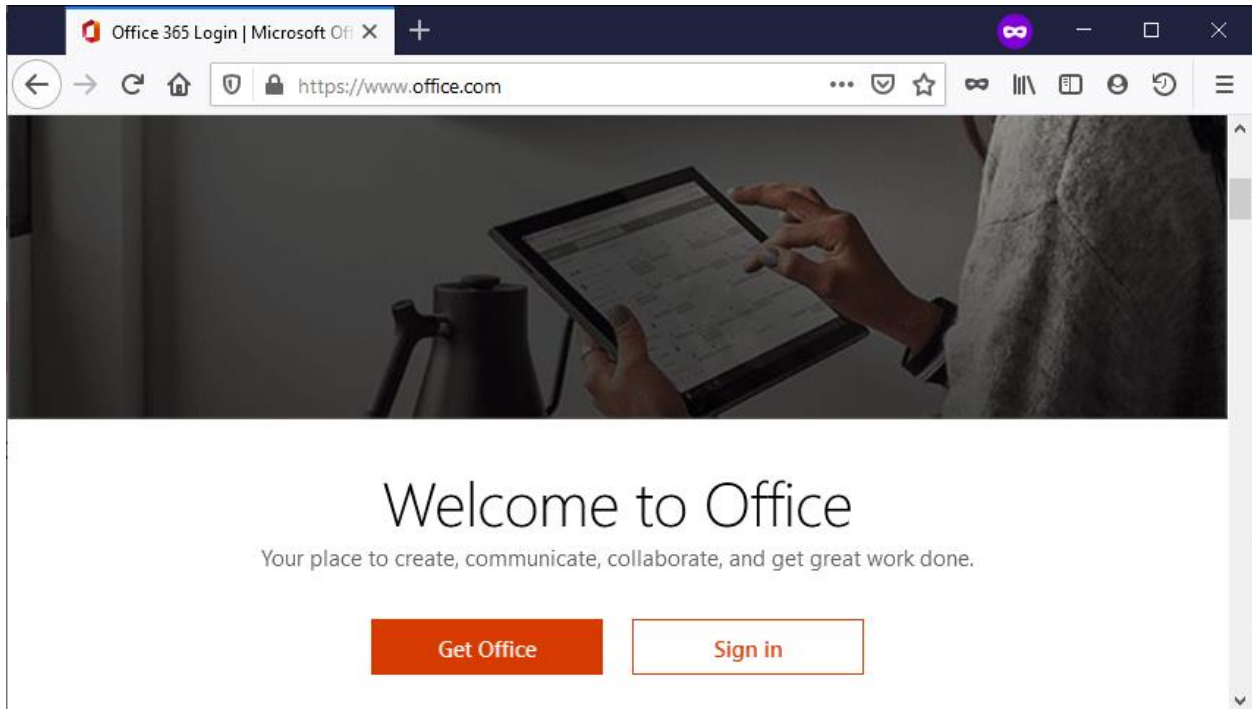 Office 365 Login | Microsoft Of
https://www.office.com
Welcome to Office
Your place to create, communicate, collaborate, and get great work done.
Get Office
Sign in